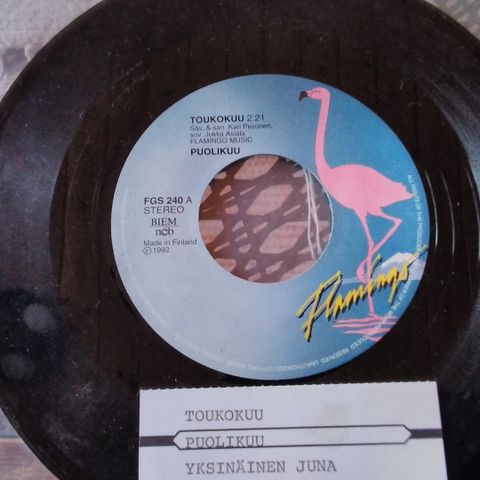 TOUKOKUU 2.21
Säv. & san: Kari Pesonen,
sov. Jukka Asiala
FLAMINGO MUSIC
PUOLIKUU
FGS 240 A
STEREO
BIEM
ncb
Made in Finland
℗ 1992
Flamingo
TOUKOKUU
PUOLIKUU
YKSINÄINEN JUNA